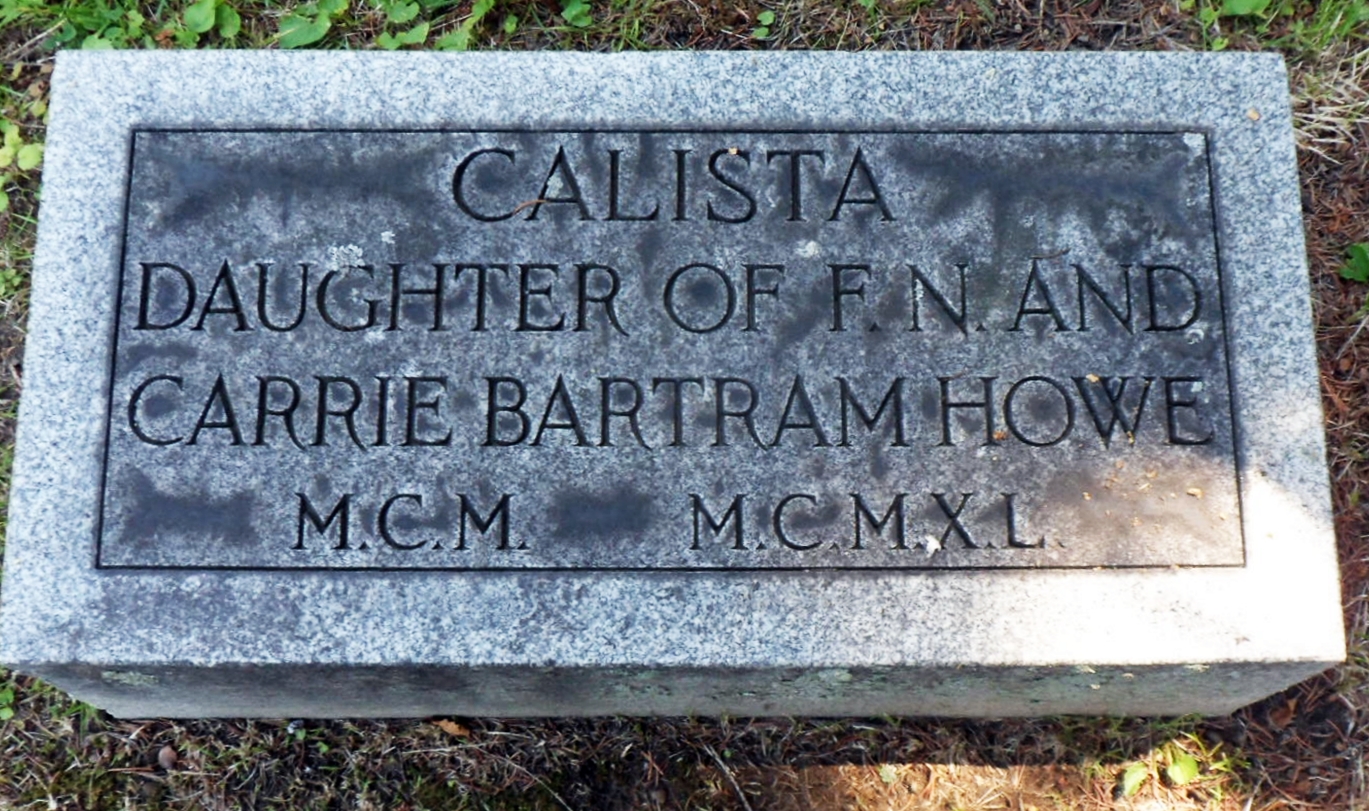 CALISTA
DAUGHTER OF F. N. AND
CARRIE BARTRAM HOWE
M.C.M. M.C.M.X.L.